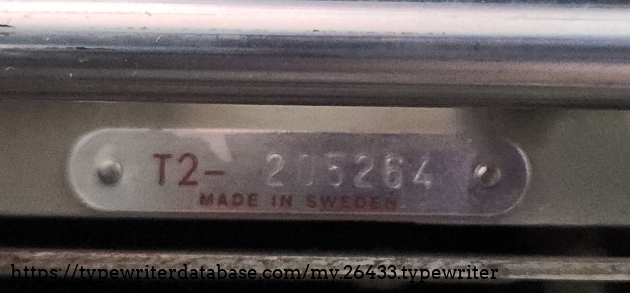 T2- 205264
MADE IN SWEDEN
https://typewriterdatabase.com/my.26433.typewriter